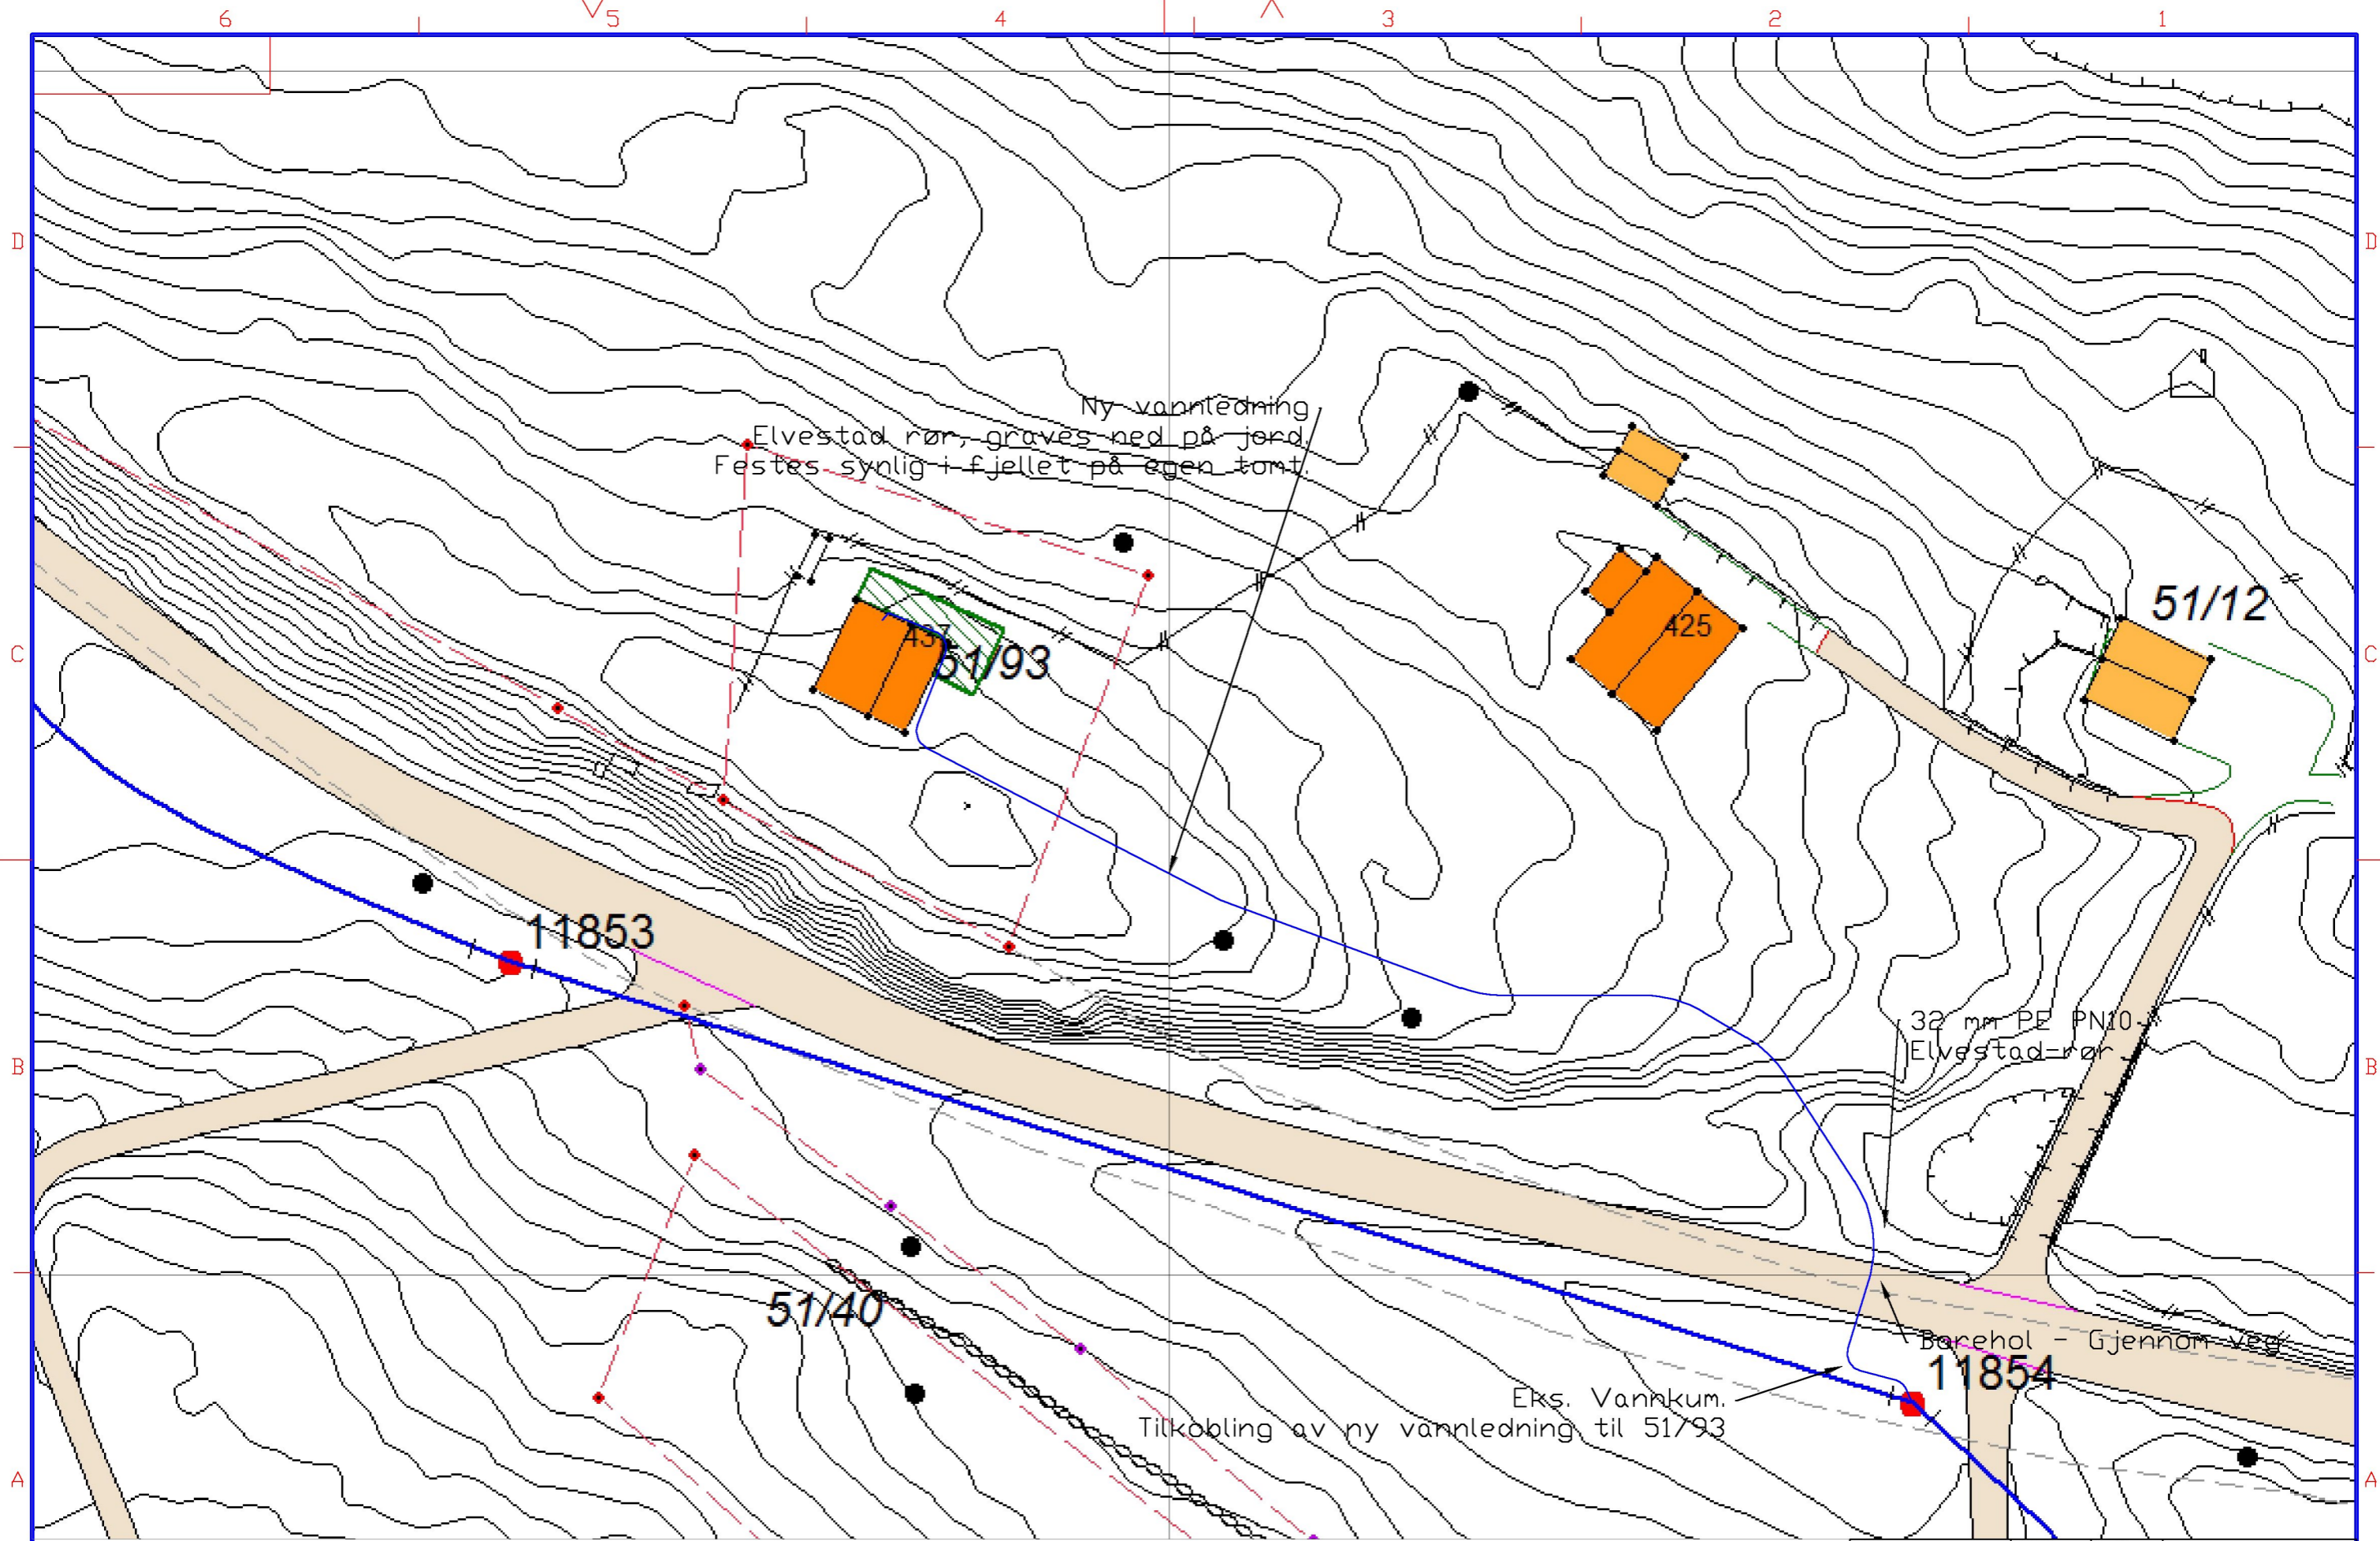 6 5 4 3 2 1
D D
Ny vannledning
Elvestad rør, graves ned på jord.
Festes synlig i fjellet på egen tomt.
437
51/93
425
51/12
C C
11853
32 mm PE PN10
Elvestad-rør
B B
51/40
Borehol - Gjennom veg
11854
Eks. Vannkum.
Tilkobling av ny vannledning til 51/93
A A